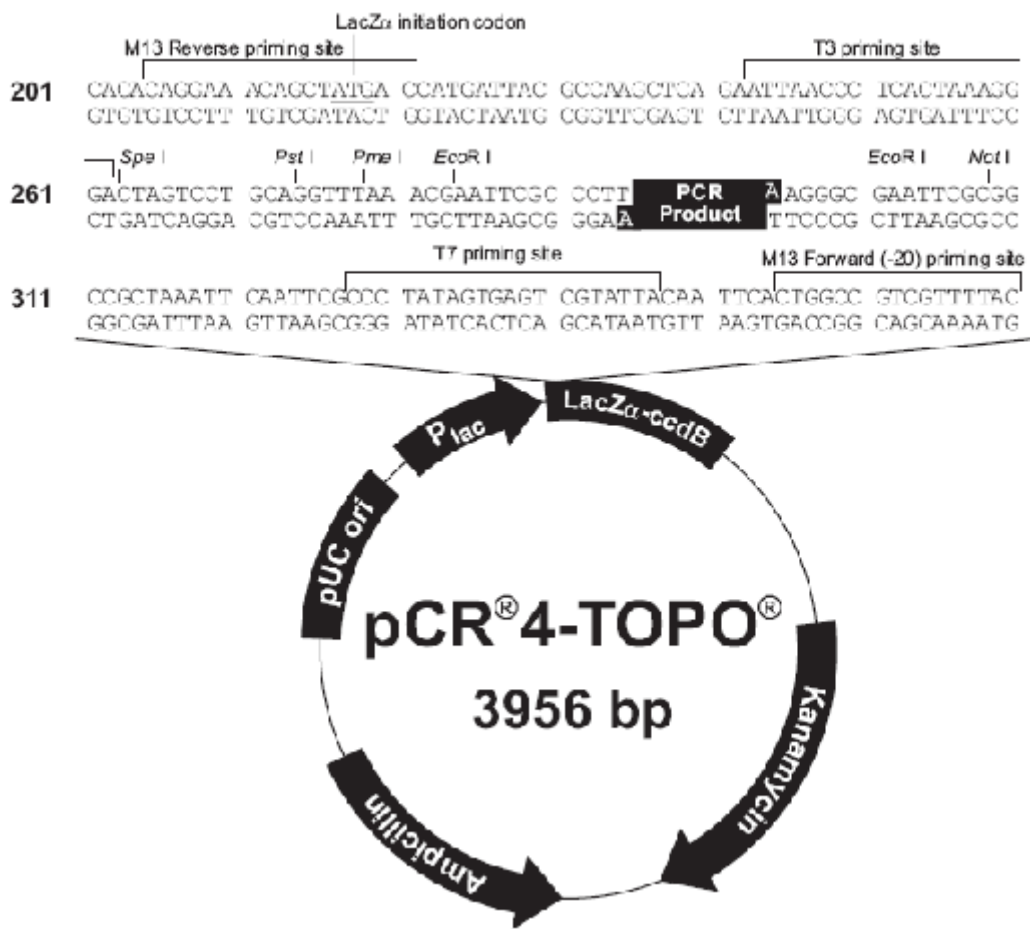 LacZα initiation codon
M13 Reverse priming site
T3 priming site
201 CACACAGGAA ACAGCTATGA CCATGATTAC GCCAAGCTCA GAATTAACCC TCACTAAAGG
GTGTGTCCTT TGTCGATACT GGTACTAATG CGGTTCGAGT CTTAATTGGG AGTGATTTCC
Spe I Pst I Pme I EcoR I EcoR I Not I
261 GACTAGTCCT GCAGGTTTAA ACGAATTCGC CCTT PCR A AAGGGC GAATTCGCGG
CTGATCAGGA CGTCCAAATT TGCTTAAGCG GGAA Product TTCCCG CTTAAGCGCC
T7 priming site
M13 Forward (-20) priming site
311 CCGCTAAATT CAATTCGCCC TATAGTGAGT CGTATTACAA TTCACTGGCC GTCGTTTTAC
GGCGATTTAA GTTAAGCGGG ATATCACTCA GCATAATGTT AAGTGACCGG CAGCAAAATG
Plac
LacZα-ccdB
pUC ori
pCR®4-TOPO®
3956 bp
Kanamycin
Ampicillin